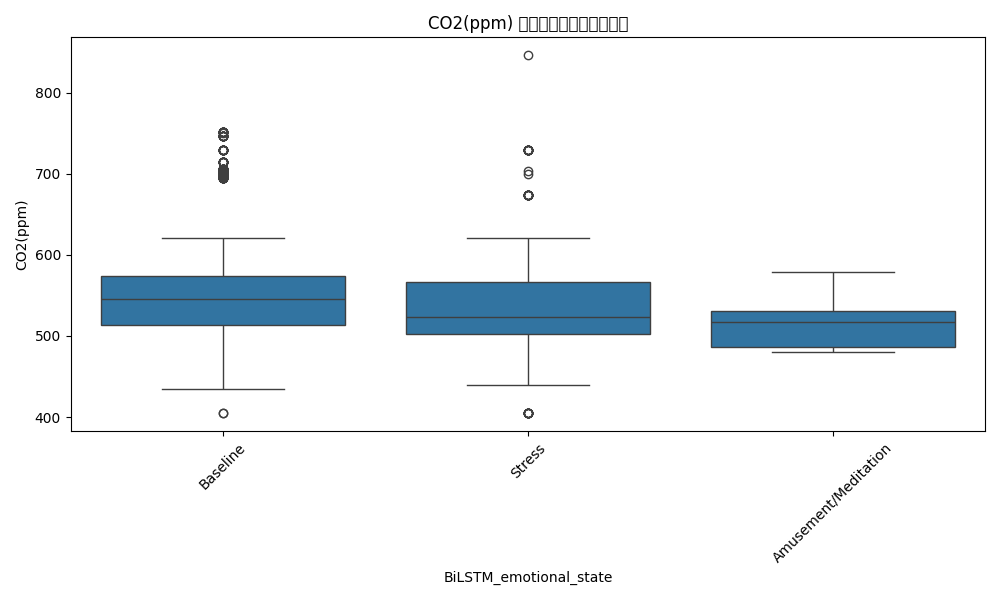 CO2(ppm)
CO2(ppm)
800
700
600
500
400
Baseline
Stress
Amusement/Meditation
BiLSTM_emotional_state